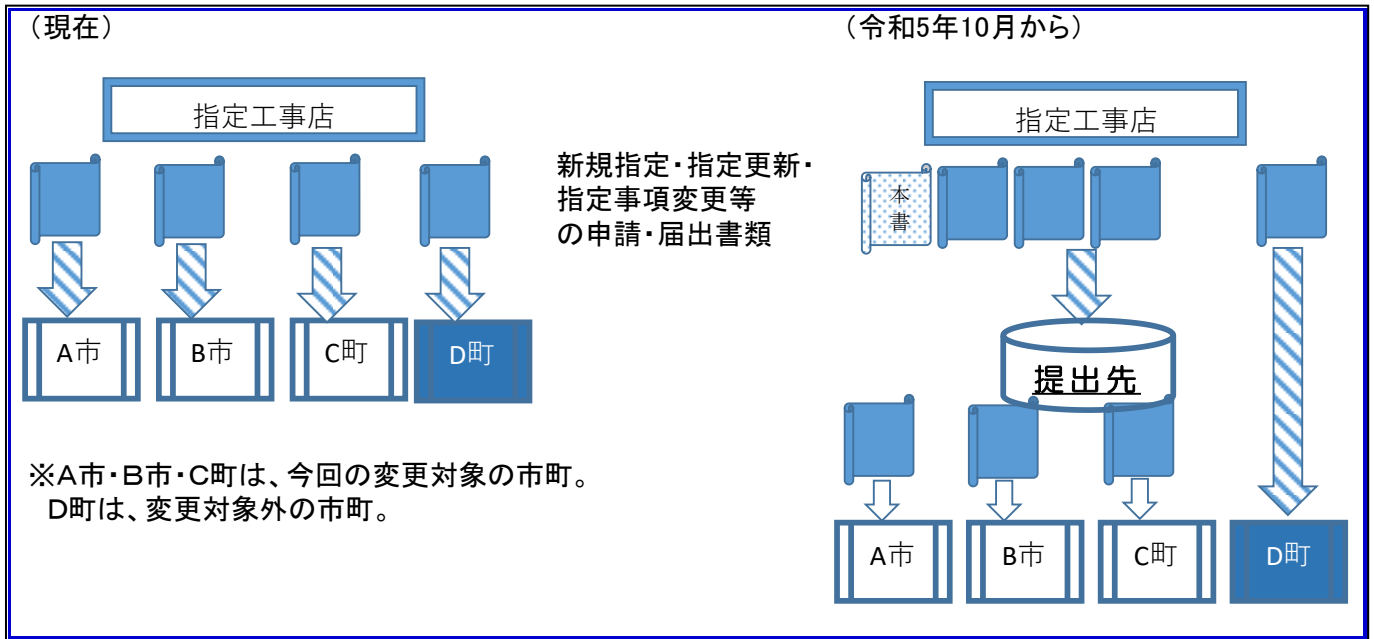 （現在）
指定工事店
A市
B市
C町
D町
※A市・B市・C町は、今回の変更対象の市町。
D町は、変更対象外の市町。
新規指定・指定更新・
指定事項変更等
の申請・届出書類
（令和5年10月から）
指定工事店
本
書
提出先
A市
B市
C町
D町